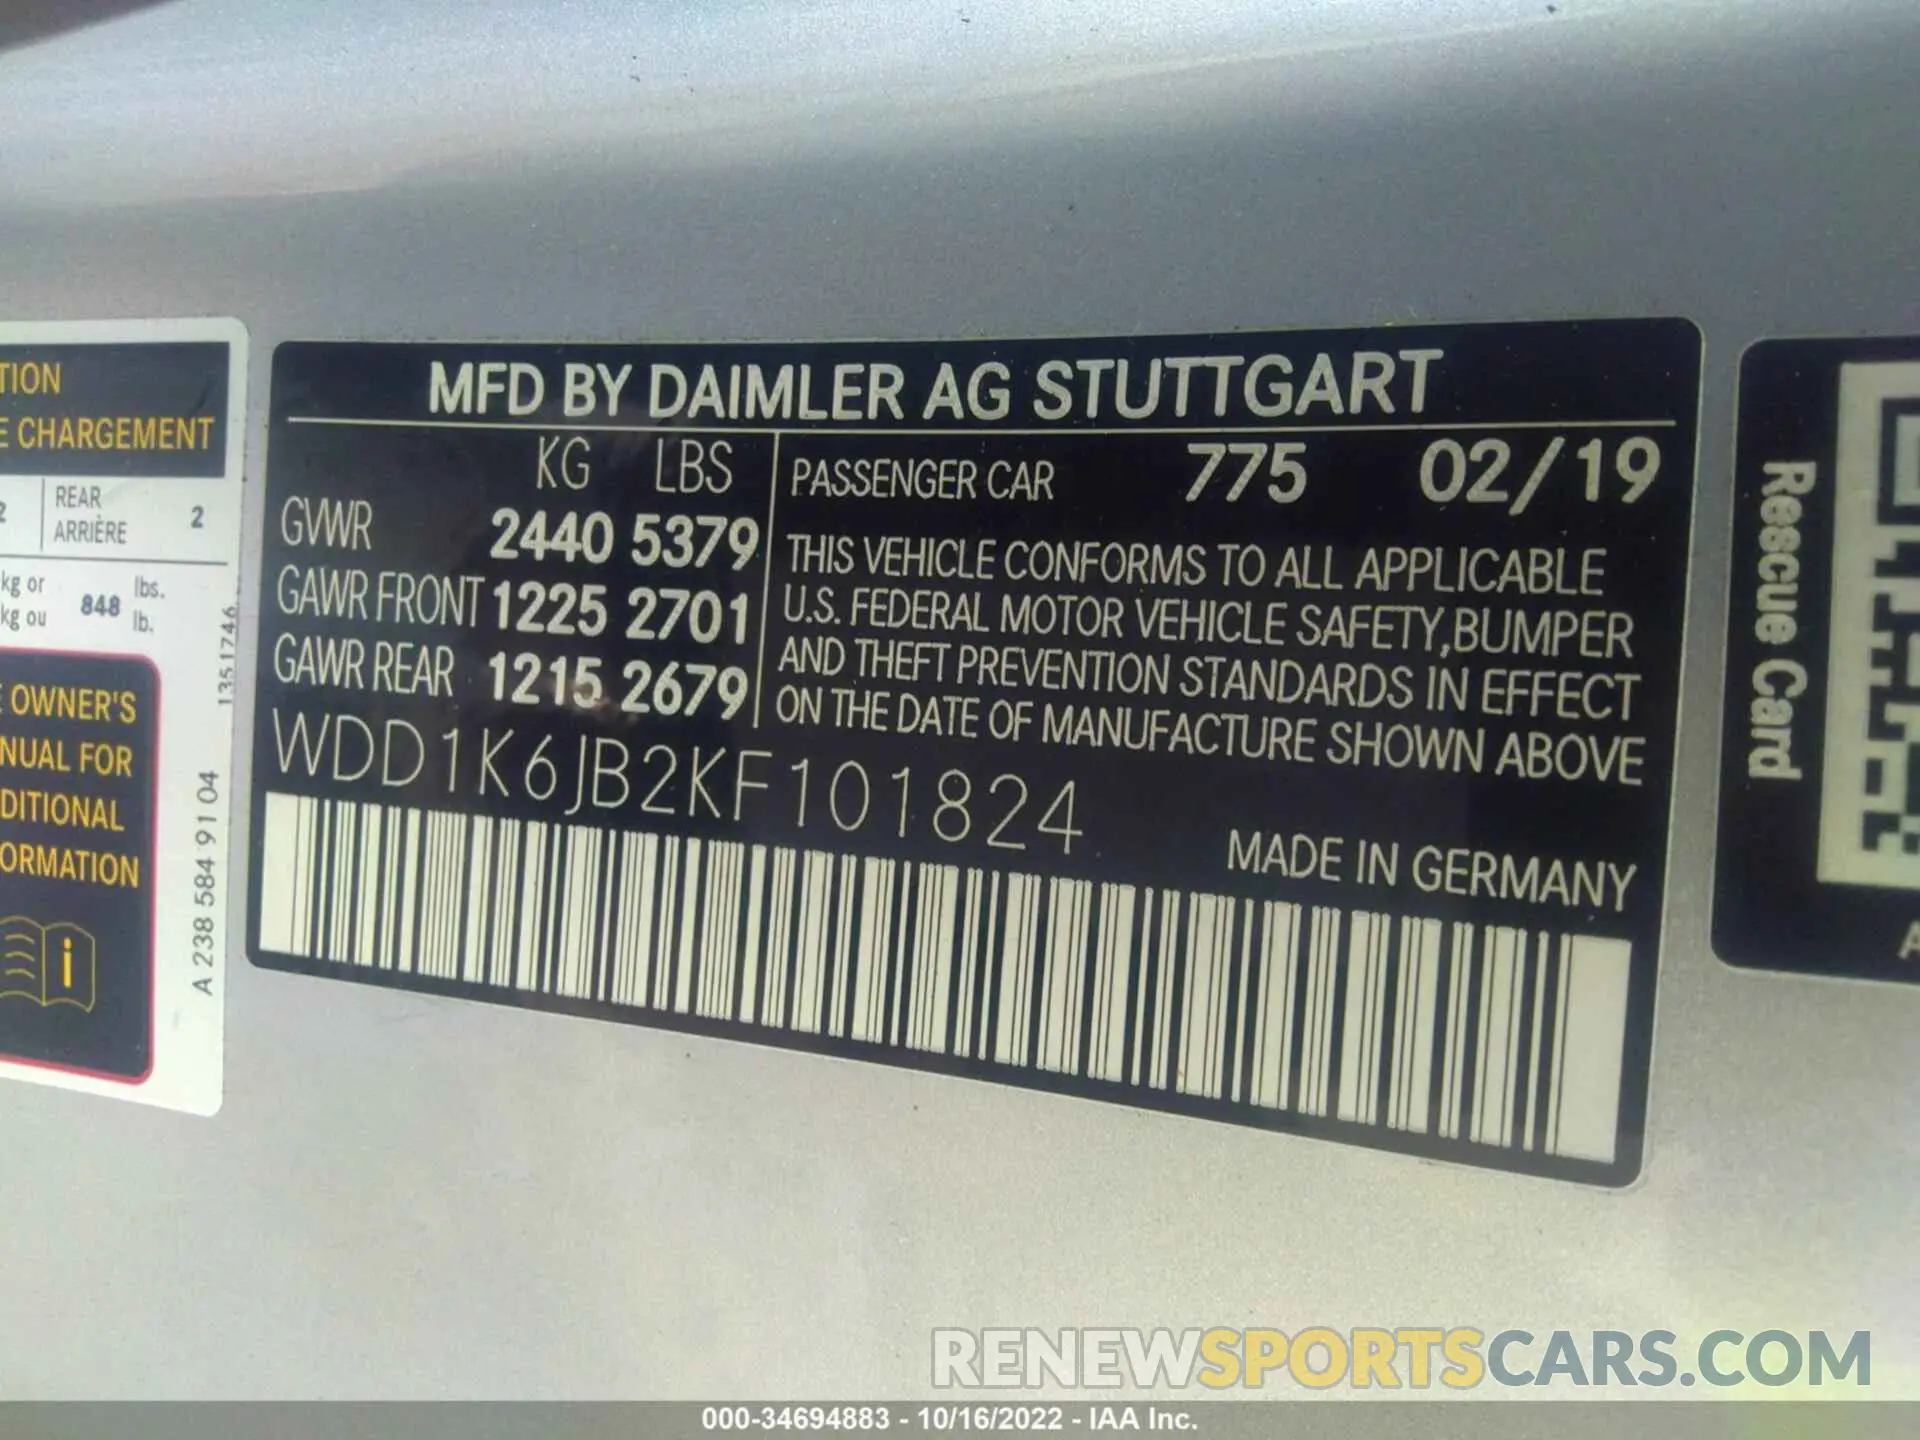 TION
E CHARGEMENT
2 REAR
ARRIÈRE 2
kg or
kg ou 848 lbs.
lb.
E OWNER'S
NUAL FOR
DITIONAL
ORMATION
i
1351746
A 238 584 91 04
MFD BY DAIMLER AG STUTTGART
KG LBS
GVWR 2440 5379
GAWR FRONT 1225 2701
GAWR REAR 1215 2679
PASSENGER CAR 775 02/19
THIS VEHICLE CONFORMS TO ALL APPLICABLE
U.S. FEDERAL MOTOR VEHICLE SAFETY,BUMPER
AND THEFT PREVENTION STANDARDS IN EFFECT
ON THE DATE OF MANUFACTURE SHOWN ABOVE
WDD1K6JB2KF101824
MADE IN GERMANY
Rescue Card
A
RENEWSPORTSCARS.COM
000-34694883 - 10/16/2022 - IAA Inc.